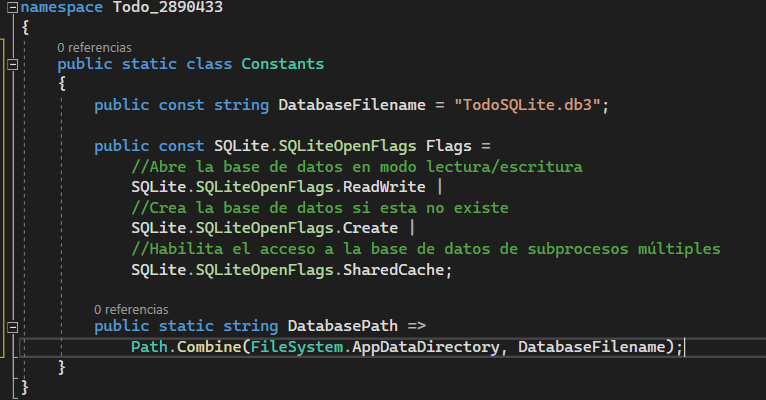 namespace Todo_2890433
{
0 referencias
public static class Constants
{
public const string DatabaseFilename = "TodoSQLite.db3";
public const SQLite.SQLiteOpenFlags Flags =
//Abre la base de datos en modo lectura/escritura
SQLite.SQLiteOpenFlags.ReadWrite |
//Crea la base de datos si esta no existe
SQLite.SQLiteOpenFlags.Create |
//Habilita el acceso a la base de datos de subprocesos múltiples
SQLite.SQLiteOpenFlags.SharedCache;
0 referencias
public static string DatabasePath =>
Path.Combine(FileSystem.AppDataDirectory, DatabaseFilename);
}
}